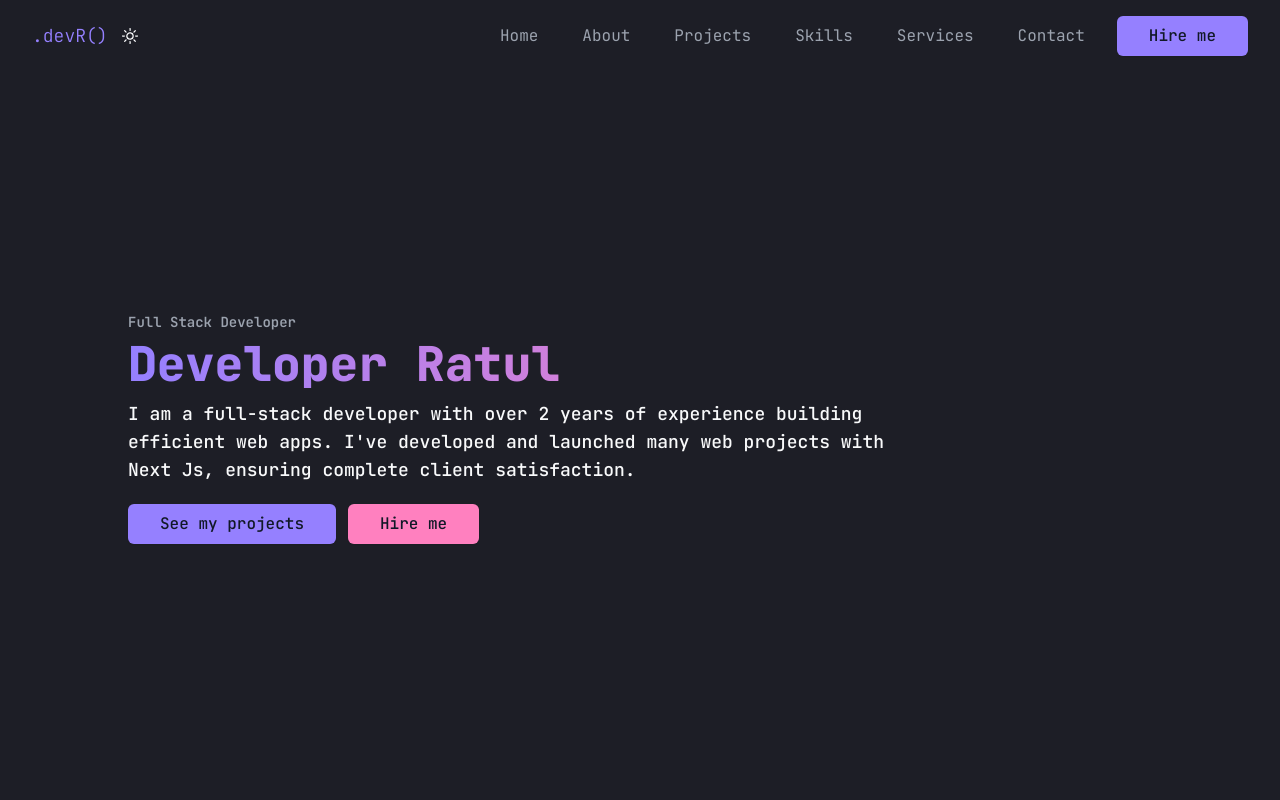 .devR()
Home About Projects Skills Services Contact Hire me
Full Stack Developer
Developer Ratul
I am a full-stack developer with over 2 years of experience building
efficient web apps. I've developed and launched many web projects with
Next Js, ensuring complete client satisfaction.
See my projects Hire me